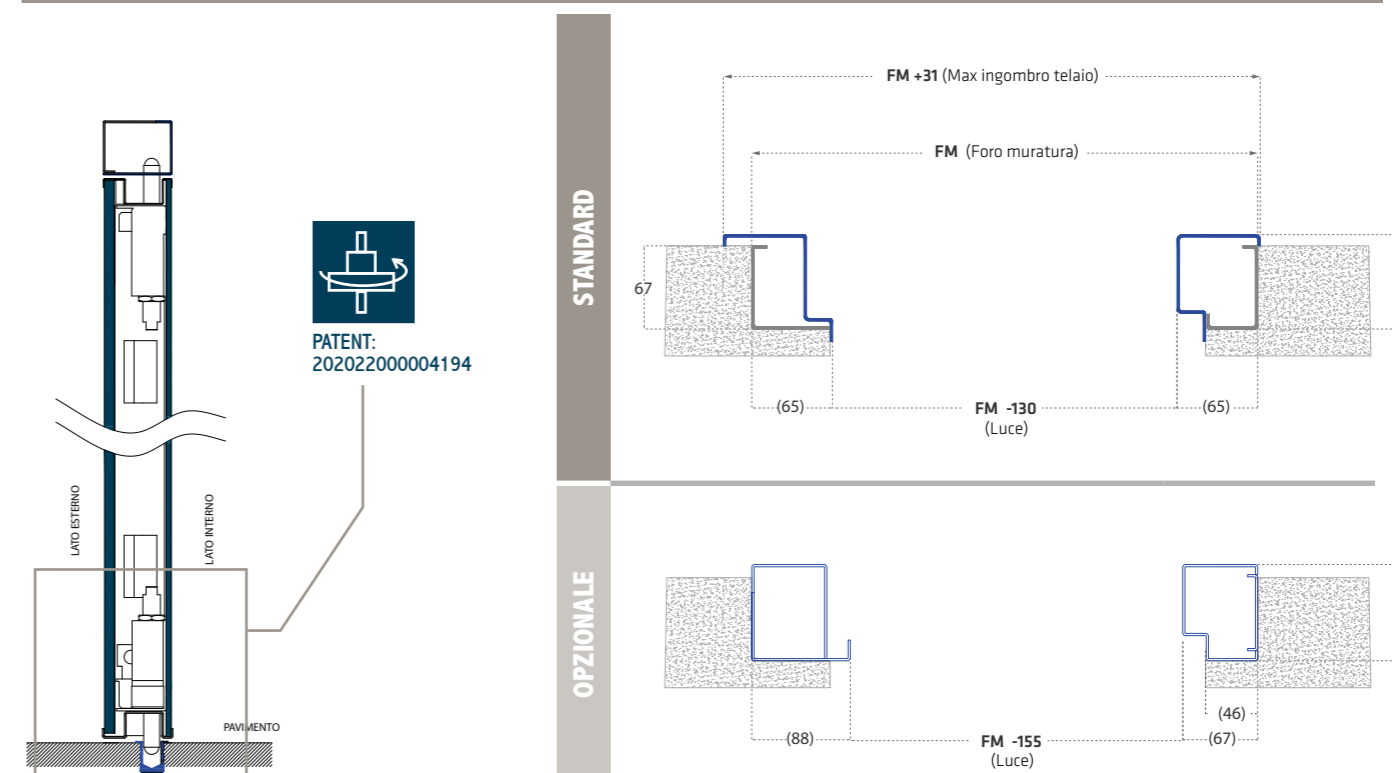 LATO ESTERNO
LATO INTERNO
PAVIMENTO
PATENT:
202022000004194
STANDARD
FM +31 (Max ingombro telaio)
FM (Foro muratura)
67
(65)
FM -130
(Luce)
(65)
OPZIONALE
(88)
FM -155
(Luce)
(46)
(67)